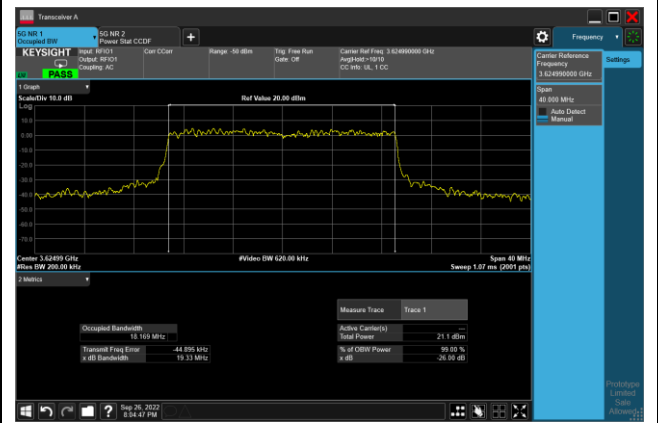 Transceiver A
5G NR 1
Occupied BW
5G NR 2
Power Stat CCDF
+
Frequency
KEYSIGHT
PASS
Input: RFIO1
Output: RFIO1
Coupling: AC
Corr CCorr
Range: -50 dBm
Trig: Free Run
Gate: Off
Carrier Ref Freq: 3.624990000 GHz
Avg|Hold:>10/10
CC Info: UL, 1 CC
Carrier Reference
Frequency
3.624990000 GHz
Settings
Span
40.000 MHz
Auto Detect
Manual
1 Graph
Scale/Div 10.0 dB
Ref Value 20.00 dBm
Log
10.0
0.00
-10.0
-20.0
-30.0
-40.0
-50.0
-60.0
-70.0
Center 3.62499 GHz
#Video BW 620.00 kHz
Span 40 MHz
#Res BW 200.00 kHz
Sweep 1.07 ms (2001 pts)
2 Metrics
Measure Trace
Trace 1
Occupied Bandwidth
18.169 MHz
Active Carrier(s)
---
Total Power
21.1 dBm
Transmit Freq Error
-44.895 kHz
% of OBW Power
99.00 %
x dB Bandwidth
19.33 MHz
x dB
-26.00 dB
Prototype
Limited
Sale
Allowed
?
Sep 26, 2022
8:04:47 PM